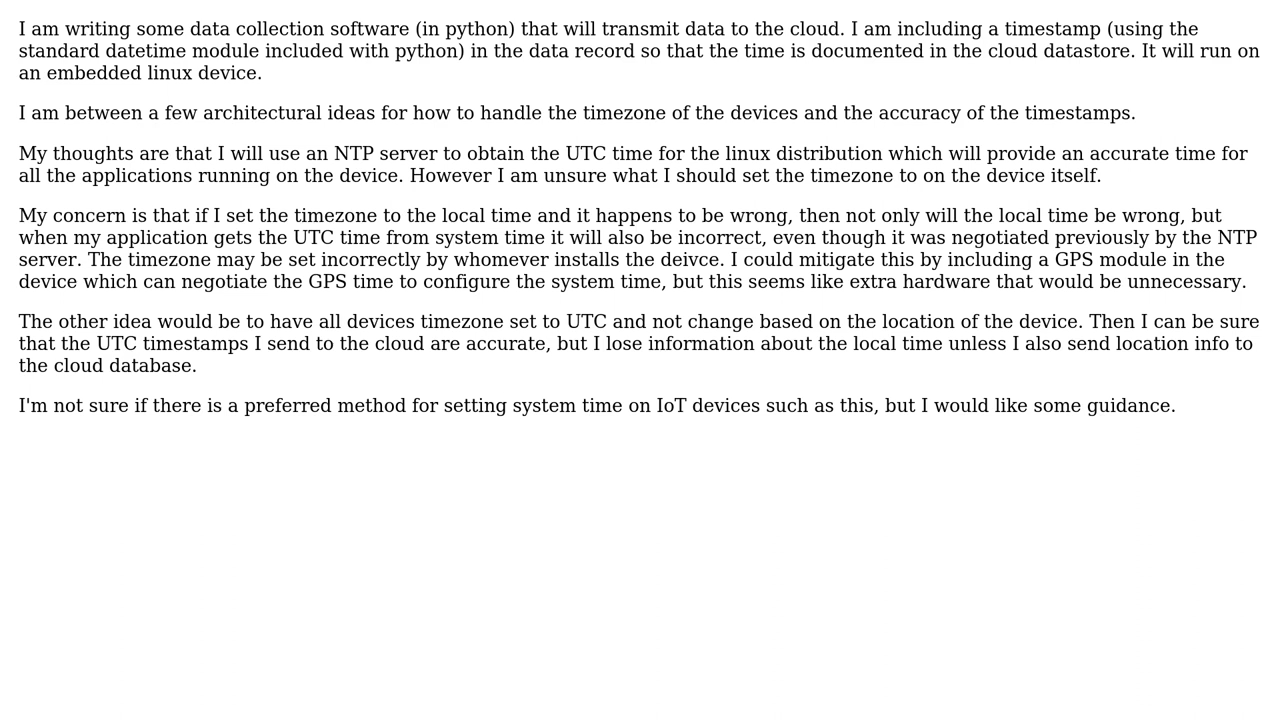 I am writing some data collection software (in python) that will transmit data to the cloud. I am including a timestamp (using the
standard datetime module included with python) in the data record so that the time is documented in the cloud datastore. It will run on
an embedded linux device.
I am between a few architectural ideas for how to handle the timezone of the devices and the accuracy of the timestamps.
My thoughts are that I will use an NTP server to obtain the UTC time for the linux distribution which will provide an accurate time for
all the applications running on the device. However I am unsure what I should set the timezone to on the device itself.
My concern is that if I set the timezone to the local time and it happens to be wrong, then not only will the local time be wrong, but
when my application gets the UTC time from system time it will also be incorrect, even though it was negotiated previously by the NTP
server. The timezone may be set incorrectly by whomever installs the deivce. I could mitigate this by including a GPS module in the
device which can negotiate the GPS time to configure the system time, but this seems like extra hardware that would be unnecessary.
The other idea would be to have all devices timezone set to UTC and not change based on the location of the device. Then I can be sure
that the UTC timestamps I send to the cloud are accurate, but I lose information about the local time unless I also send location info to
the cloud database.
I'm not sure if there is a preferred method for setting system time on IoT devices such as this, but I would like some guidance.